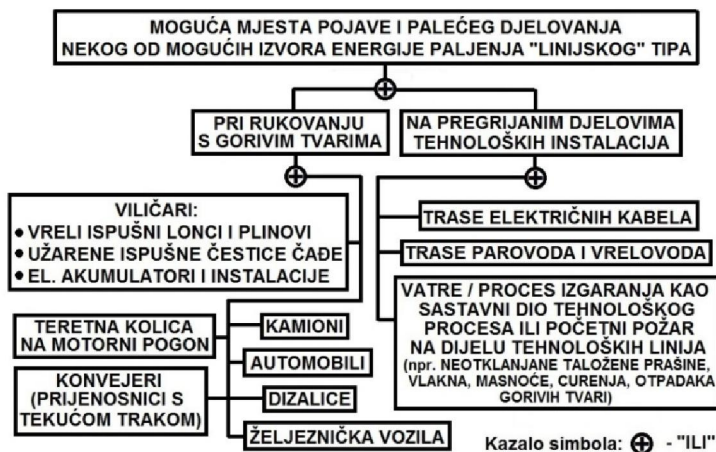 MOGUĆA MJESTA POJAVE I PALEĆEG DJELOVANJA
NEKOG OD MOGUĆIH IZVORA ENERGIJE PALJENJA "LINIJSKOG" TIPA
PRI RUKOVANJU
S GORIVIM TVARIMA
NA PREGRIJANIM DJELOVIMA
TEHNOLOŠKIH INSTALACIJA
VILIČARI:
• VRELI ISPUŠNI LONCI I PLINOVI
• UŽARENE ISPUŠNE ČESTICE ČAĐE
• EL. AKUMULATORI I INSTALACIJE
TERETNA KOLICA
NA MOTORNI POGON
KONVEJERI
(PRIJENOSNICI S
TEKUĆOM TRAKOM)
KAMIONI
AUTOMOBILI
DIZALICE
ŽELJEZNIČKA VOZILA
TRASE ELEKTRIČNIH KABELA
TRASE PAROVODA I VRELOVODA
VATRE / PROCES IZGARANJA KAO
SASTAVNI DIO TEHNOLOŠKOG
PROCESA ILI POČETNI POŽAR
NA DIJELU TEHNOLOŠKIH LINIJA
(npr. NEOTKLANJANE TALOŽENE PRAŠINE,
VLAKNA, MASNOĆE, CURENJA, OTPADAKA
GORIVIH TVARI)
Kazalo simbola: ⊕ - "ILI"